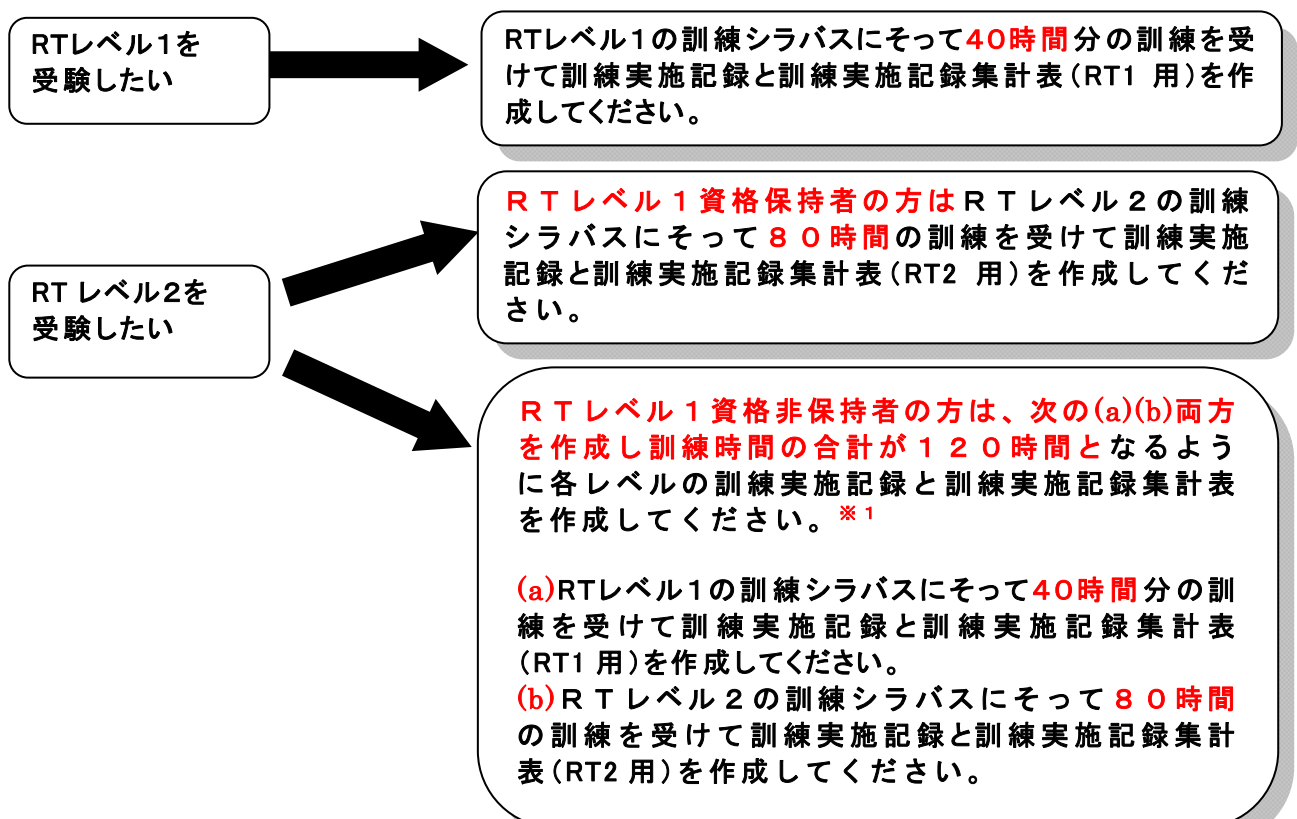 RTレベル1を
受験したい
RTレベル1の訓練シラバスにそって40時間分の訓練を受
けて訓練実施記録と訓練実施記録集計表(RT1 用)を作
成してください。
RTレベル1資格保持者の方はRTレベル2の訓練
シラバスにそって80時間の訓練を受けて訓練実施
記録と訓練実施記録集計表(RT2 用)を作成してくだ
さい。
RT レベル2を
受験したい
RTレベル1資格非保持者の方は、次の(a)(b)両方
を作成し訓練時間の合計が120時間となるよう
に各レベルの訓練実施記録と訓練実施記録集計表
を作成してください。※1
(a)RTレベル1の訓練シラバスにそって40時間分の訓
練を受けて訓練実施記録と訓練実施記録集計表
(RT1 用)を作成してください。
(b)RTレベル2の訓練シラバスにそって80時間
の訓練を受けて訓練実施記録と訓練実施記録集計
表(RT2 用)を作成してください。